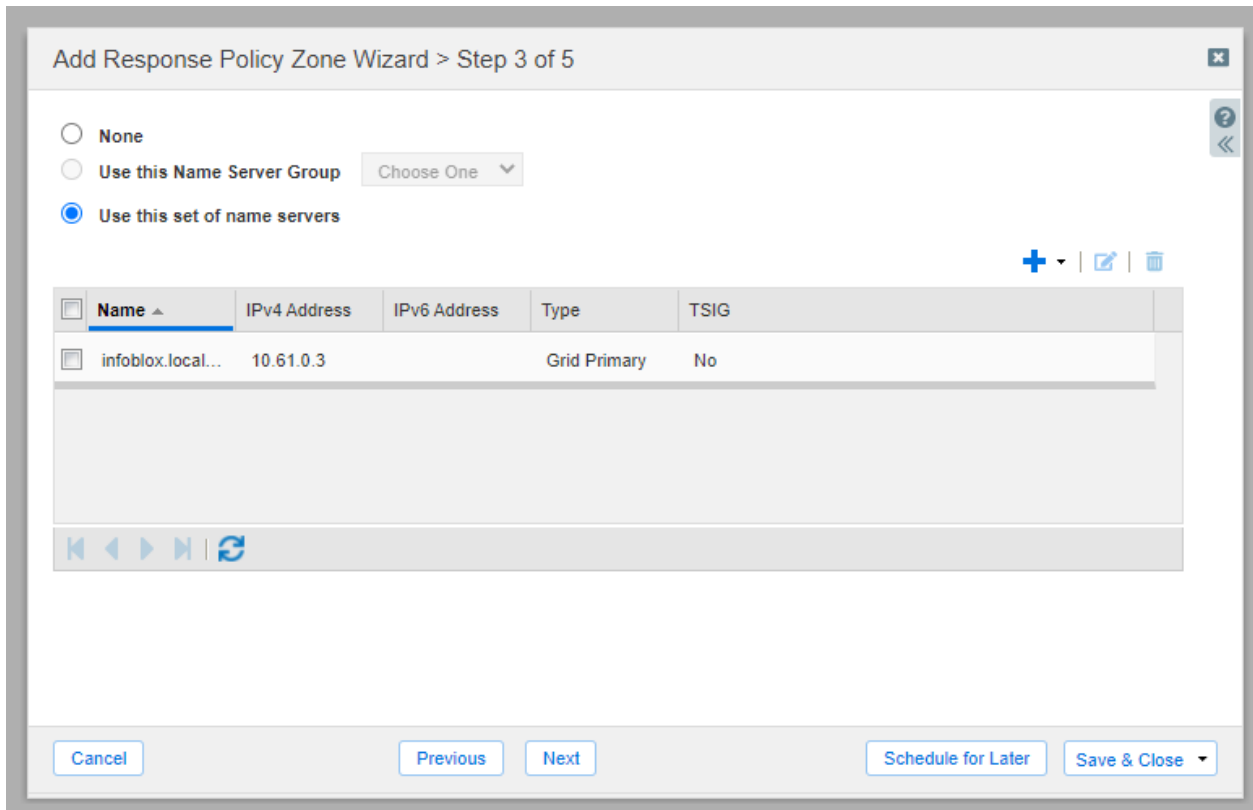 Add Response Policy Zone Wizard > Step 3 of 5
None
Use this Name Server Group Choose One
Use this set of name servers
Name IPv4 Address IPv6 Address Type TSIG
infoblox.local... 10.61.0.3 Grid Primary No
Cancel Previous Next Schedule for Later Save & Close